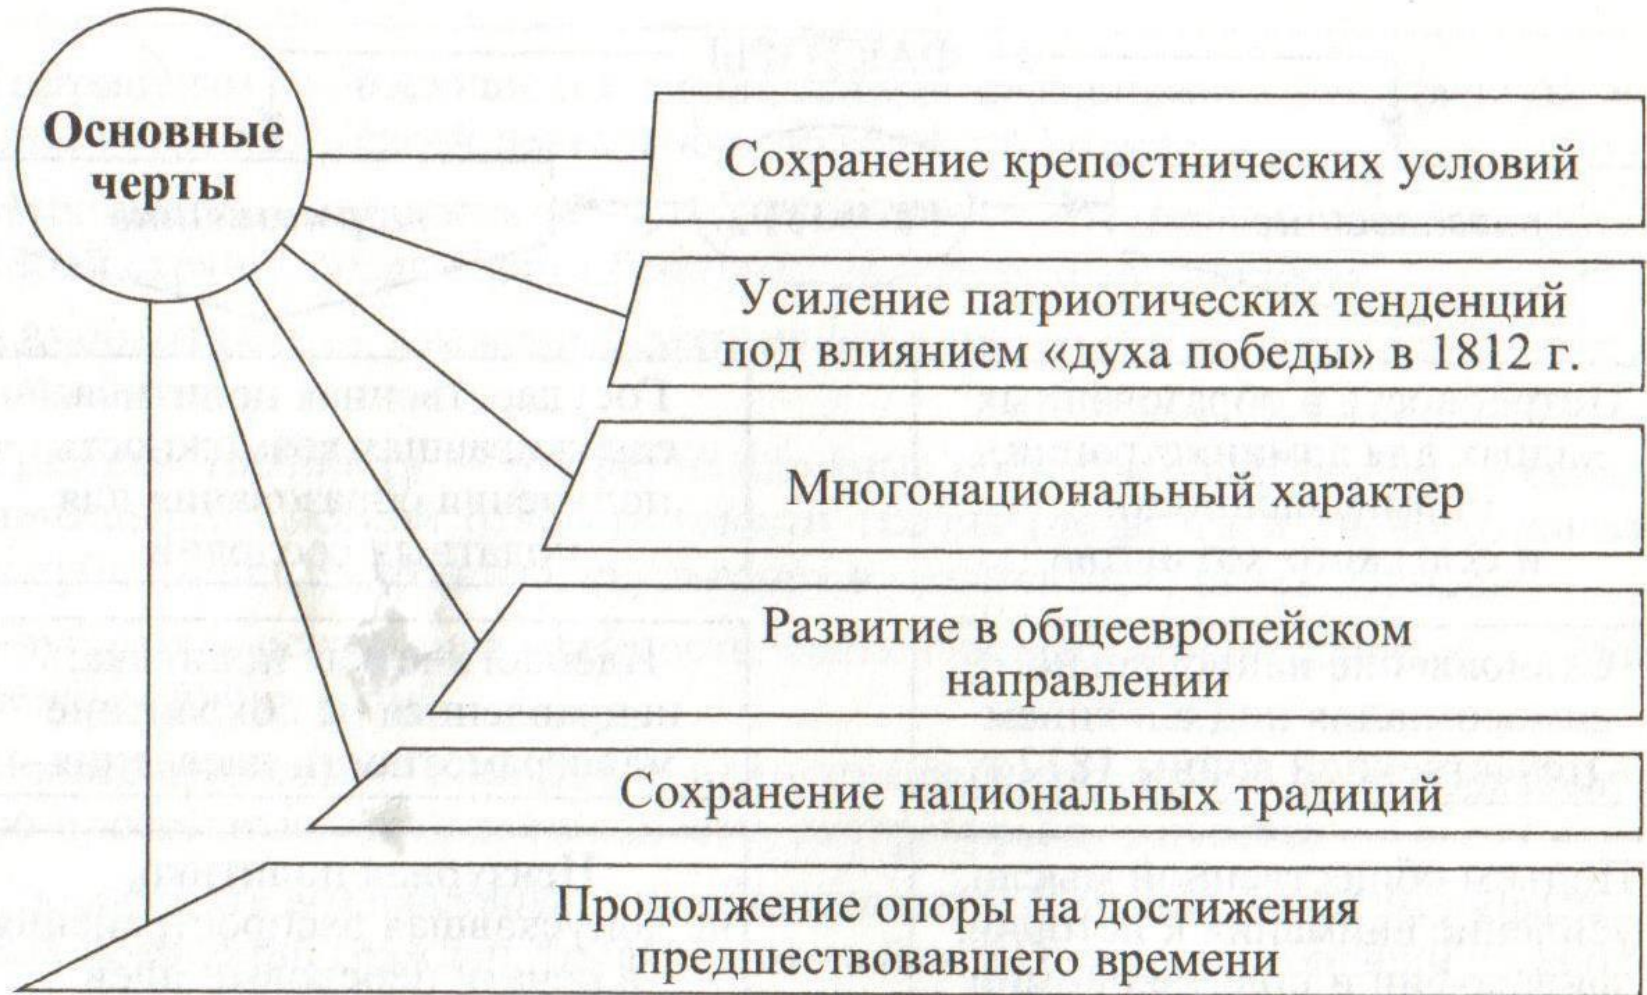 Основные
черты
Сохранение крепостнических условий
Усиление патриотических тенденций
под влиянием «духа победы» в 1812 г.
Многонациональный характер
Развитие в общеевропейском
направлении
Сохранение национальных традиций
Продолжение опоры на достижения
предшествовавшего времени